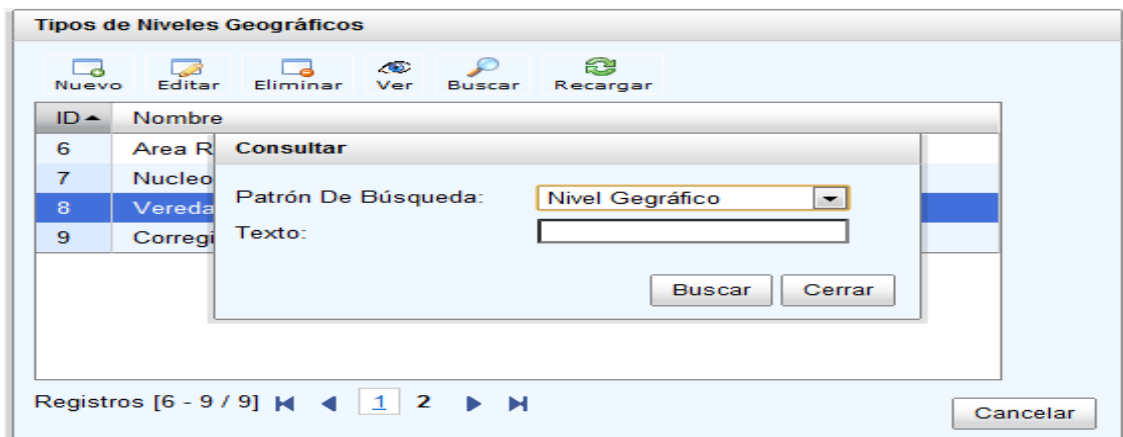 Tipos de Niveles Geográficos
Nuevo Editar Eliminar Ver Buscar Recargar
ID Nombre
6 Area R
7 Nucleo
8 Vereda
9 Corregi
Consultar
Patrón De Búsqueda: Nivel Gegráfico
Texto:
Buscar Cerrar
Registros [6 - 9 / 9] 1 2
Cancelar